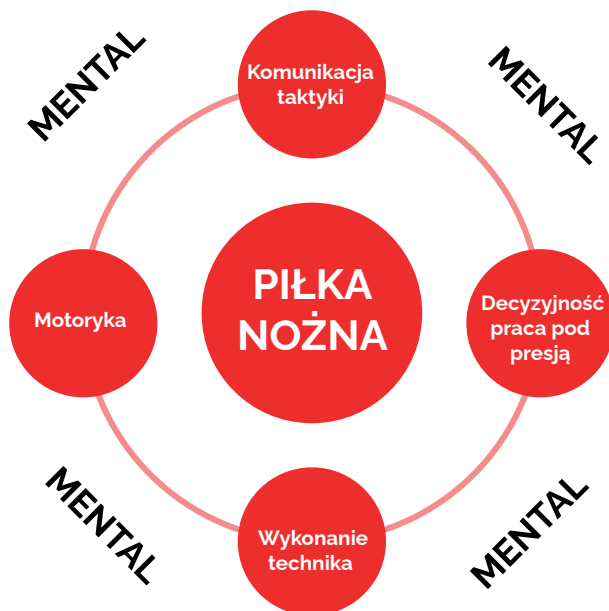 MENTAL
MENTAL
Komunikacja
taktyki
PIŁKA
NOŻNA
Motoryka
Decyzyjność
praca pod
presją
MENTAL
MENTAL
Wykonanie
technika